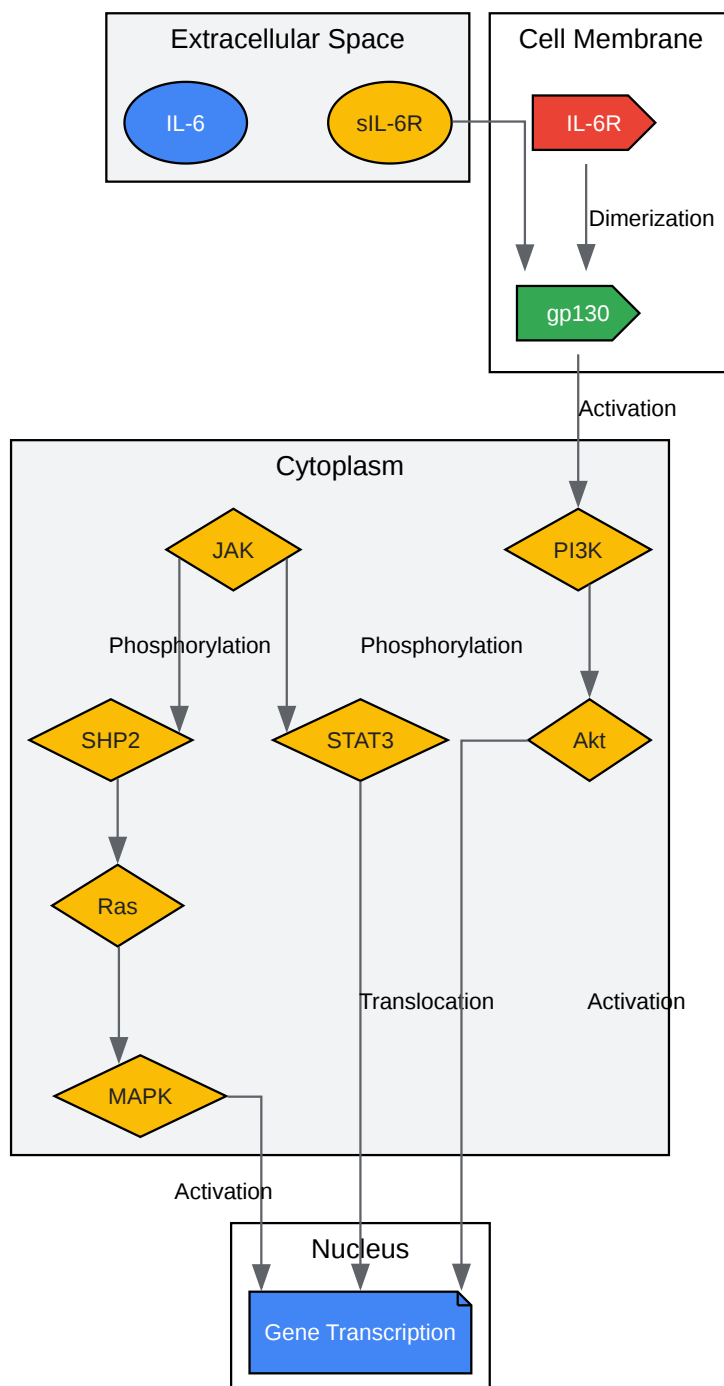 Extracellular Space
Cell Membrane
IL-6
sIL-6R
IL-6R
Dimerization
gp130
Activation
Cytoplasm
JAK
PI3K
Phosphorylation
Phosphorylation
SHP2
STAT3
Akt
Ras
Translocation
Activation
MAPK
Activation
Nucleus
Gene Transcription